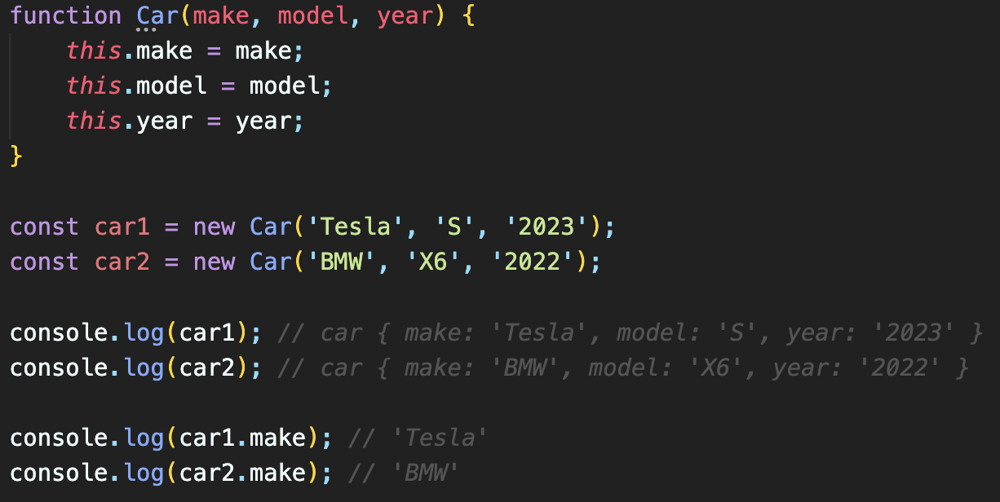 function Car(make, model, year) {
    this.make = make;
    this.model = model;
    this.year = year;
}
const car1 = new Car('Tesla', 'S', '2023');
const car2 = new Car('BMW', 'X6', '2022');
console.log(car1); // car { make: 'Tesla', model: 'S', year: '2023' }
console.log(car2); // car { make: 'BMW', model: 'X6', year: '2022' }
console.log(car1.make); // 'Tesla'
console.log(car2.make); // 'BMW'